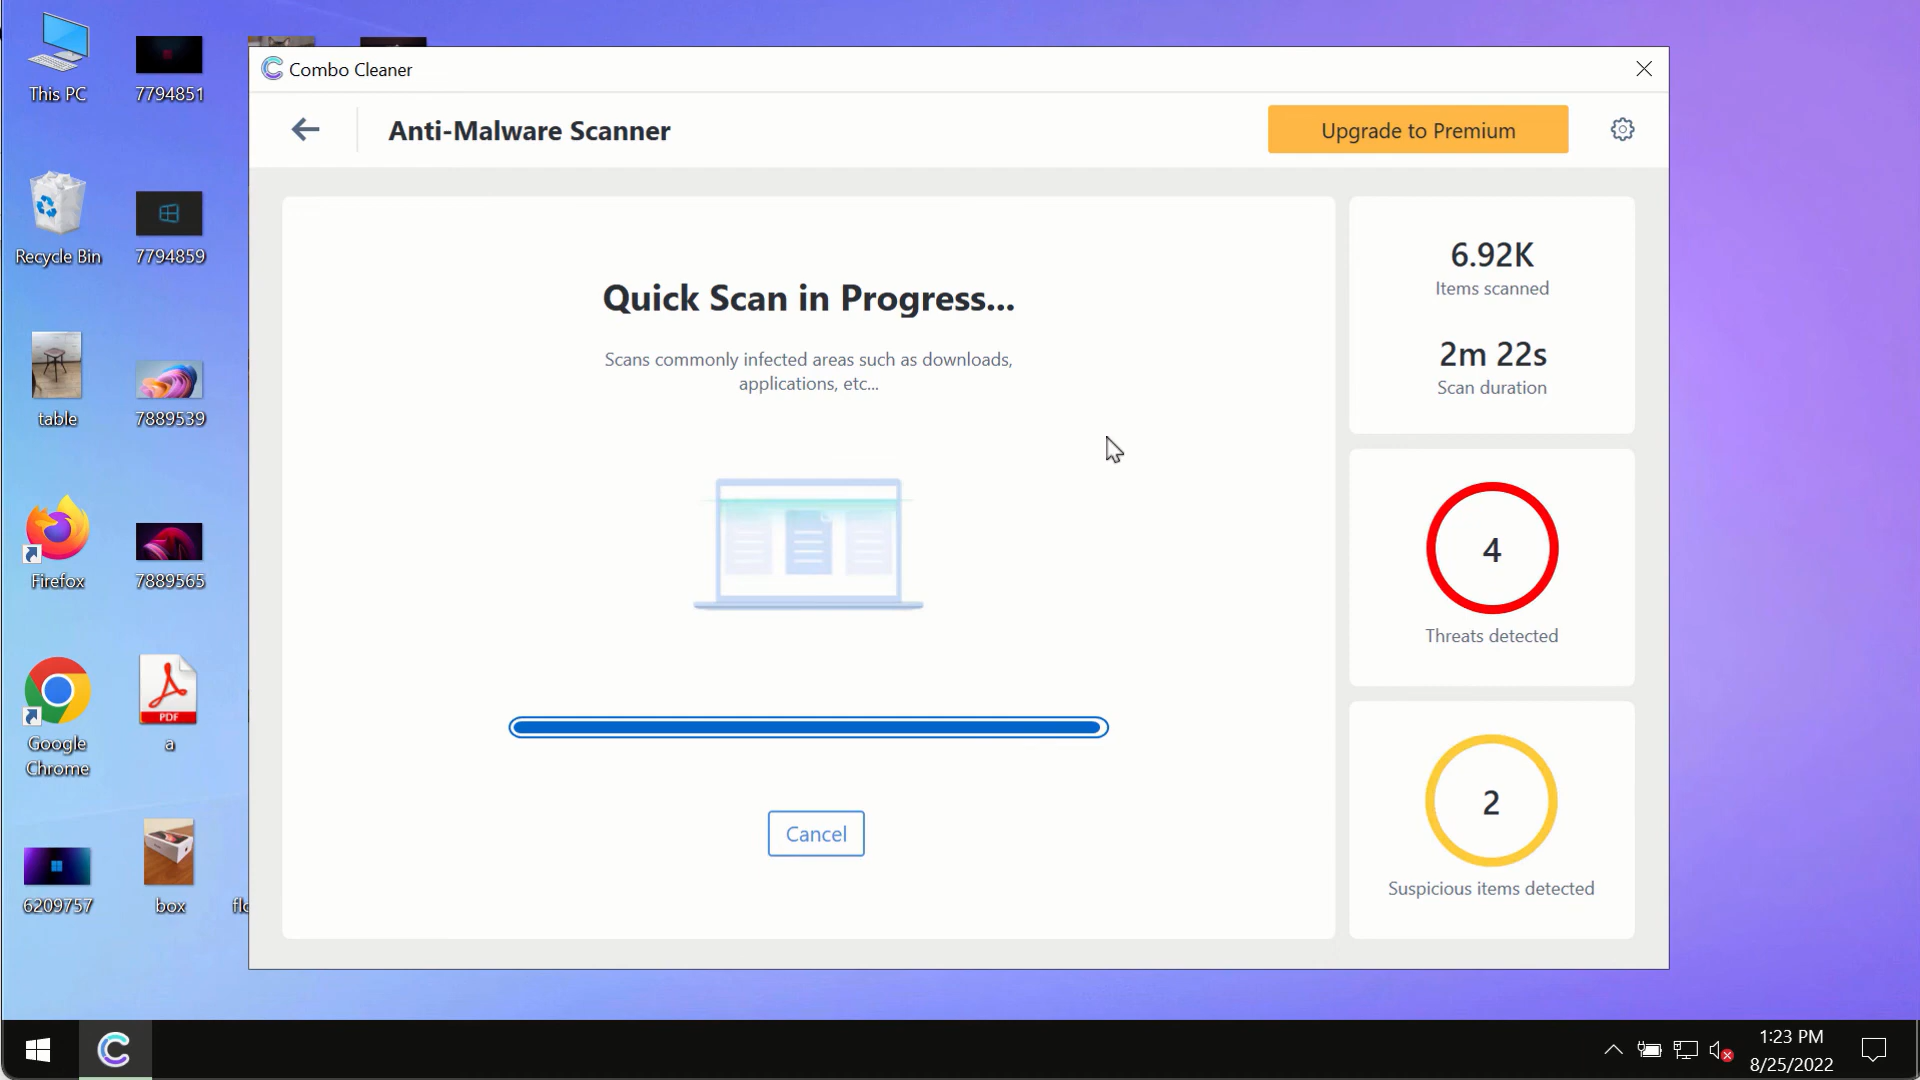 This PC
7794851
Recycle Bin
7794859
table
7889539
Firefox
7889565
Google
Chrome
PDF
a
6209757
box
Combo Cleaner
Anti-Malware Scanner
Upgrade to Premium
Quick Scan in Progress...
Scans commonly infected areas such as downloads,
applications, etc...
Cancel
6.92K
Items scanned
2m 22s
Scan duration
4
Threats detected
2
Suspicious items detected
1:23 PM
8/25/2022